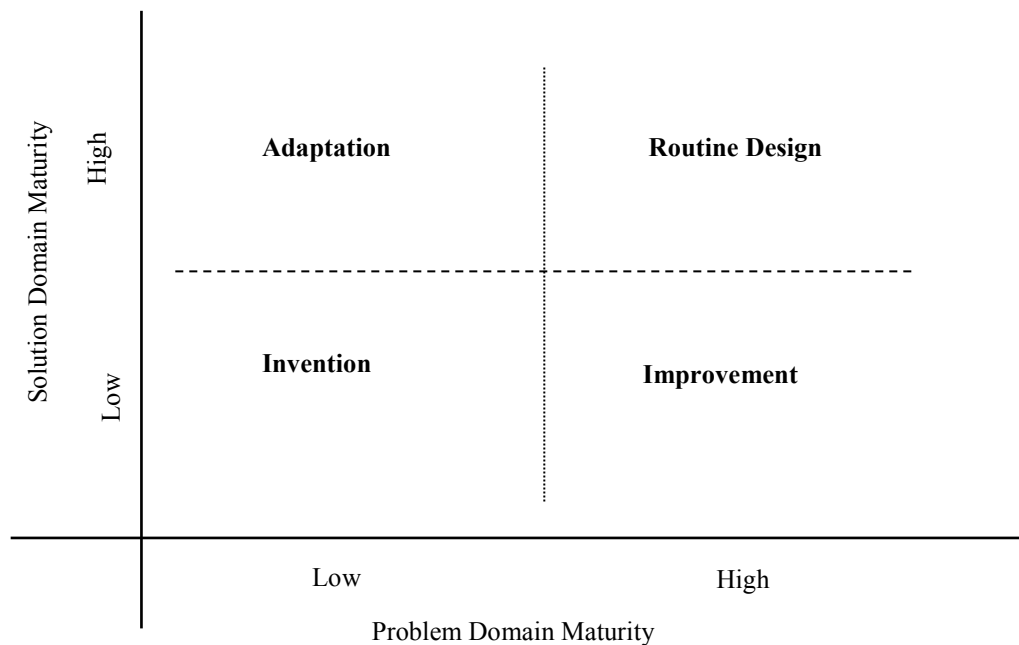 Solution Domain Maturity
High
Low
Adaptation
Routine Design
Invention
Improvement
Low
High
Problem Domain Maturity